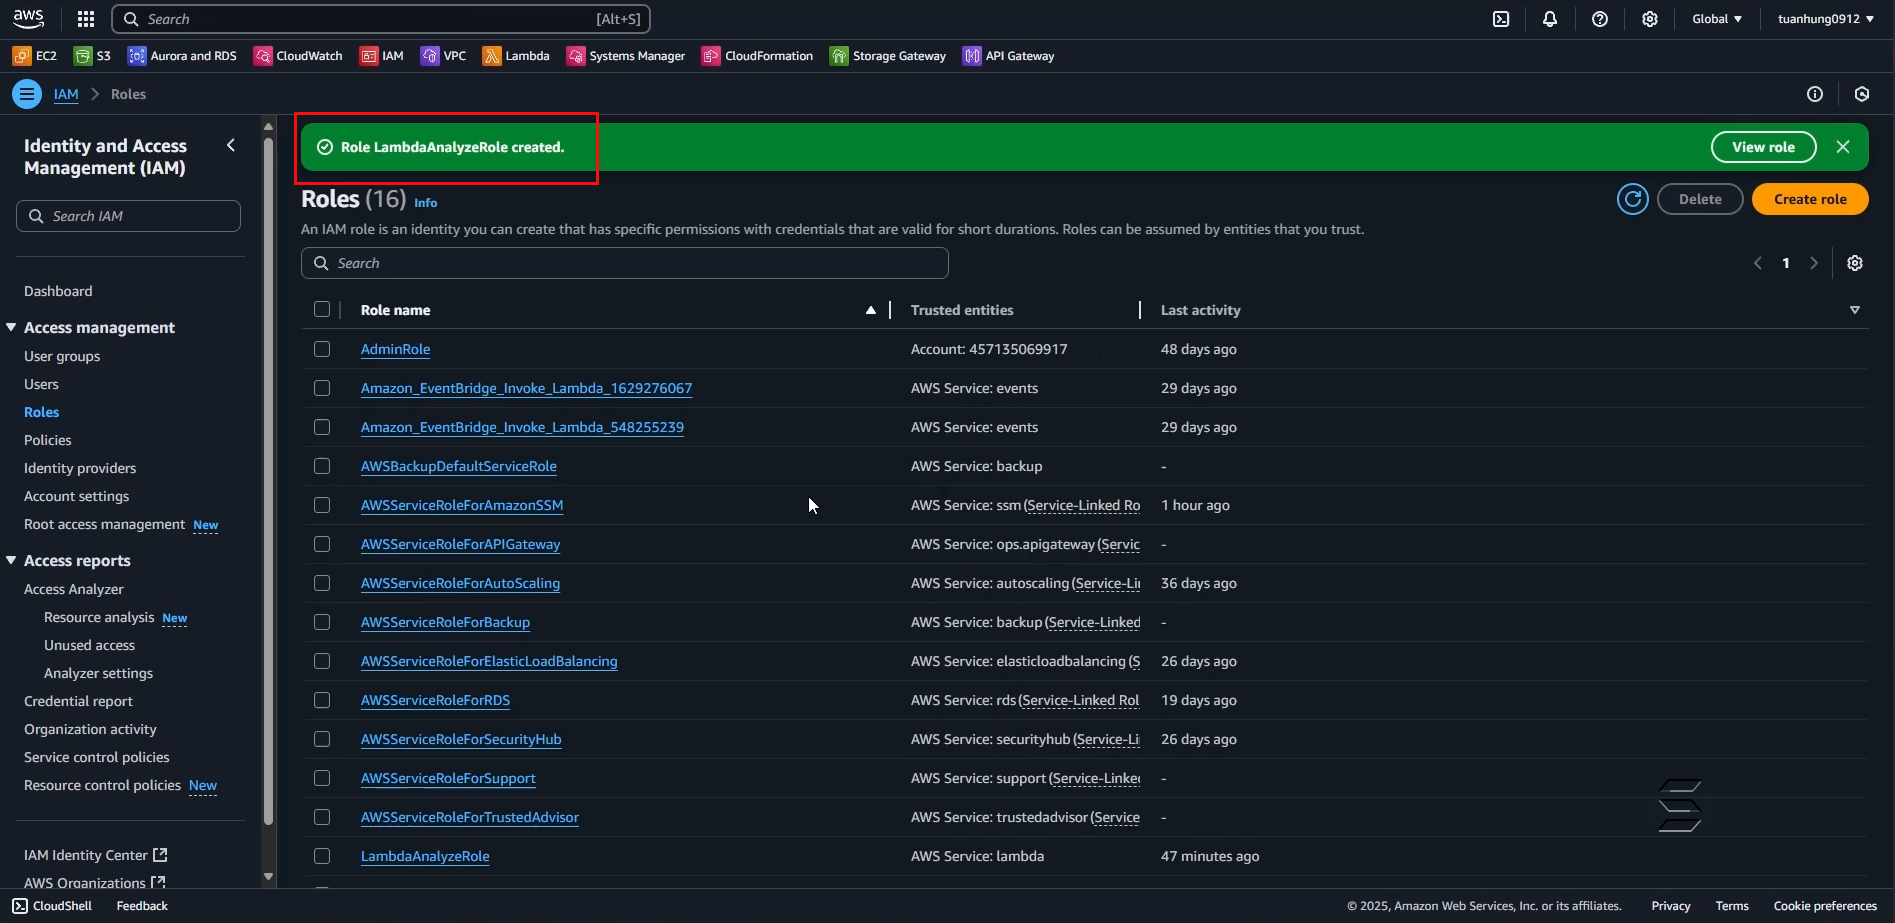 aws
Search [Alt+S]
Global
tuanhung0912
EC2
S3
Aurora and RDS
CloudWatch
IAM
VPC
Lambda
Systems Manager
CloudFormation
Storage Gateway
API Gateway
IAM
Roles
Identity and Access
Management (IAM)
Search IAM
Dashboard
Access management
User groups
Users
Roles
Policies
Identity providers
Account settings
Root access management New
Access reports
Access Analyzer
Resource analysis New
Unused access
Analyzer settings
Credential report
Organization activity
Service control policies
Resource control policies New
IAM Identity Center
AWS Organizations
Role LambdaAnalyzeRole created.
View role
Roles (16) Info
Delete
Create role
An IAM role is an identity you can create that has specific permissions with credentials that are valid for short durations. Roles can be assumed by entities that you trust.
Search
1
Role name Trusted entities Last activity
AdminRole Account: 457135069917 48 days ago
Amazon_EventBridge_Invoke_Lambda_1629276067 AWS Service: events 29 days ago
Amazon_EventBridge_Invoke_Lambda_548255239 AWS Service: events 29 days ago
AWSBackupDefaultServiceRole AWS Service: backup -
AWSServiceRoleForAmazonSSM AWS Service: ssm (Service-Linked Ro 1 hour ago
AWSServiceRoleForAPIGateway AWS Service: ops.apigateway (Servic -
AWSServiceRoleForAutoScaling AWS Service: autoscaling (Service-Li 36 days ago
AWSServiceRoleForBackup AWS Service: backup (Service-Linked -
AWSServiceRoleForElasticLoadBalancing AWS Service: elasticloadbalancing (S 26 days ago
AWSServiceRoleForRDS AWS Service: rds (Service-Linked Rol 19 days ago
AWSServiceRoleForSecurityHub AWS Service: securityhub (Service-Li 26 days ago
AWSServiceRoleForSupport AWS Service: support (Service-Linke -
AWSServiceRoleForTrustedAdvisor AWS Service: trustedadvisor (Service -
LambdaAnalyzeRole AWS Service: lambda 47 minutes ago
CloudShell
Feedback
© 2025, Amazon Web Services, Inc. or its affiliates.
Privacy
Terms
Cookie preferences